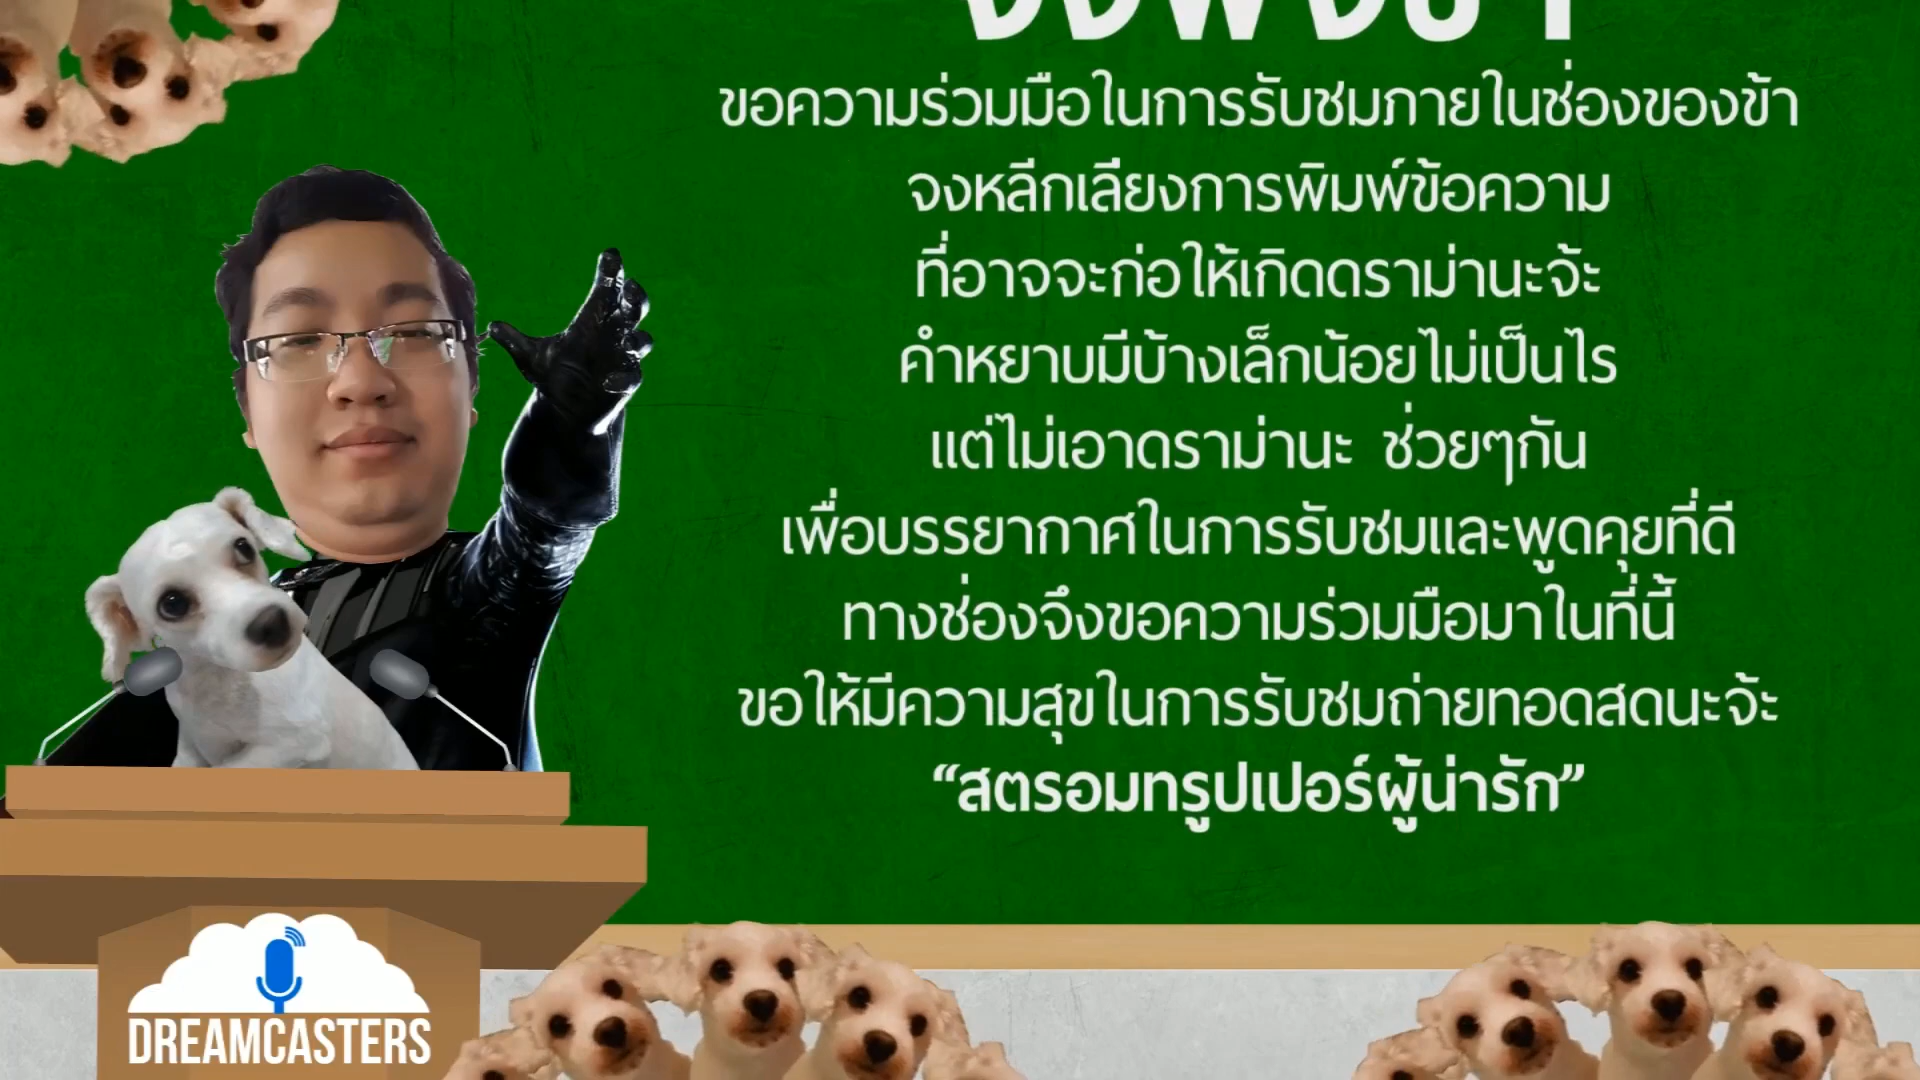 ขอความร่วมมือในการรับชมภายในช่องของข้า
จงหลีกเลี่ยงการพิมพ์ข้อความ
ที่อาจจะก่อให้เกิดดราม่านะจ้ะ
คำหยาบมีบ้างเล็กน้อยไม่เป็นไร
แต่ไม่เอาดราม่านะ ช่วยๆกัน
เพื่อบรรยากาศในการรับชมและพูดคุยที่ดี
ทางช่องจึงขอความร่วมมือมาในที่นี้
ขอให้มีความสุขในการรับชมถ่ายทอดสดนะจ้ะ
“สตรอมทรูปเปอร์ผู้น่ารัก”
DREAMCASTERS